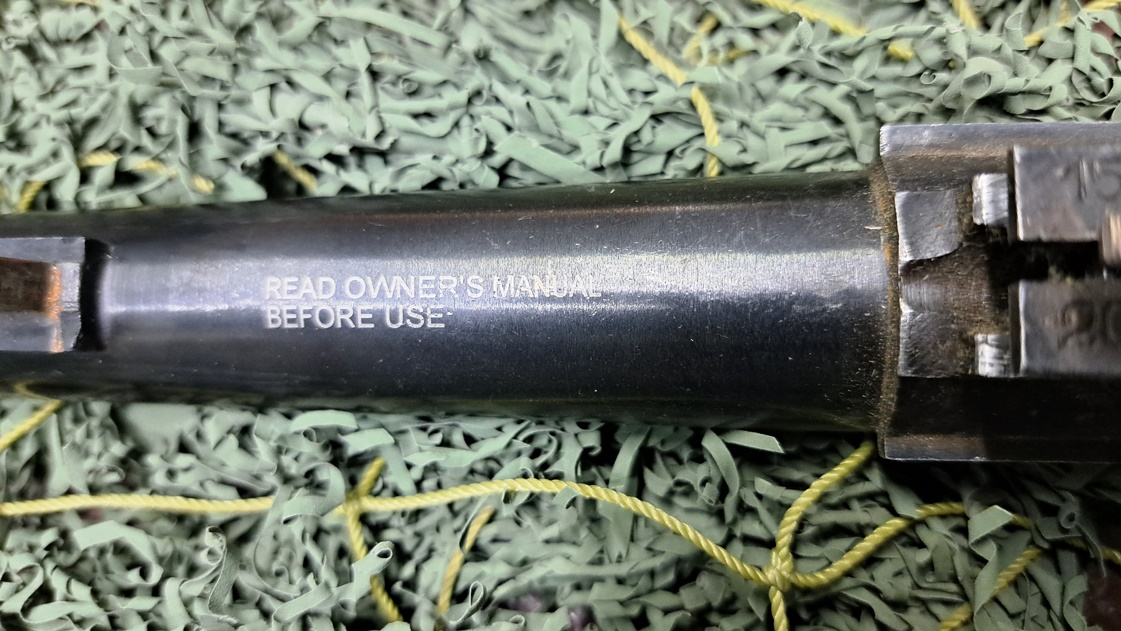 READ OWNER'S MANUAL
BEFORE USE